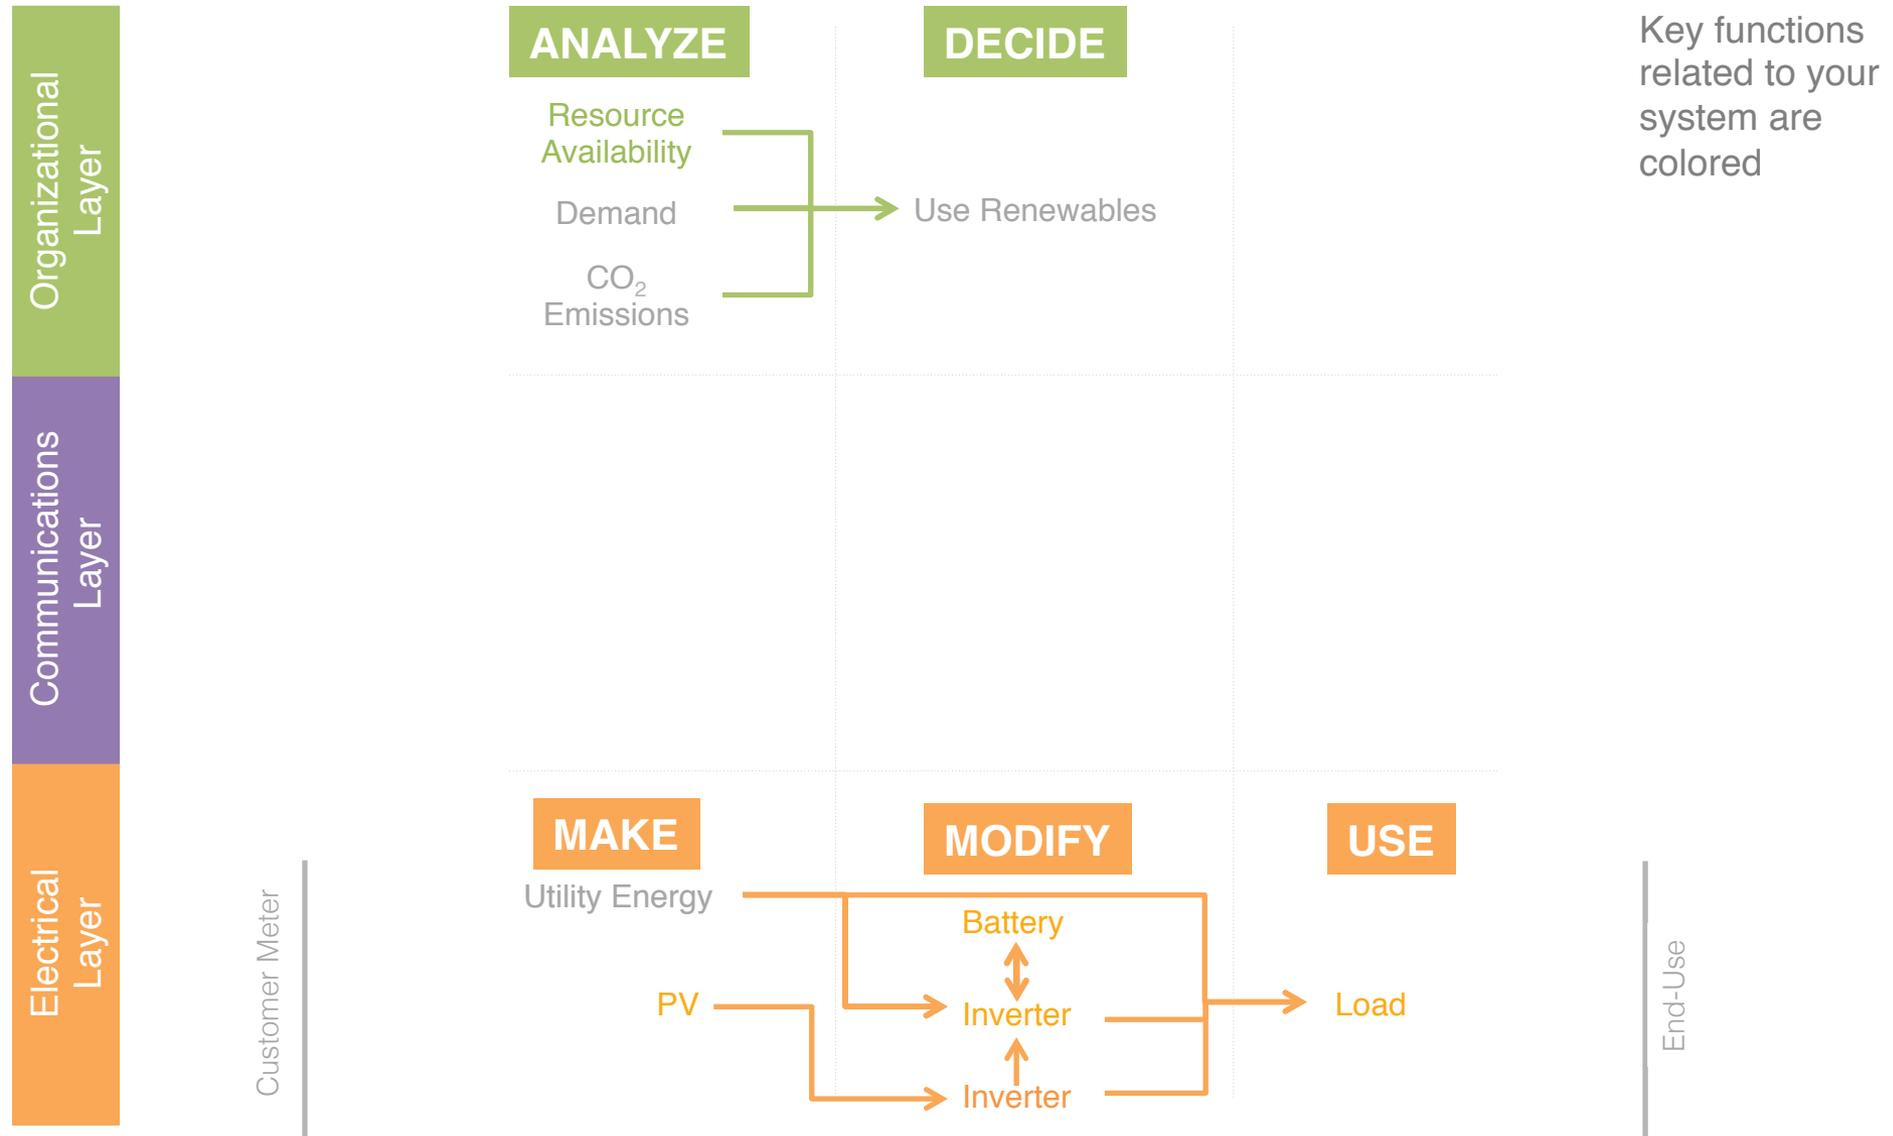 Organizational
Layer
ANALYZE
DECIDE
Key functions
related to your
system are
colored
Resource
Availability
Demand
Use Renewables
CO₂
Emissions
Communications
Layer
Electrical
Layer
MAKE
MODIFY
USE
Customer Meter
Utility Energy
Battery
PV
Inverter
Load
Inverter
End-Use